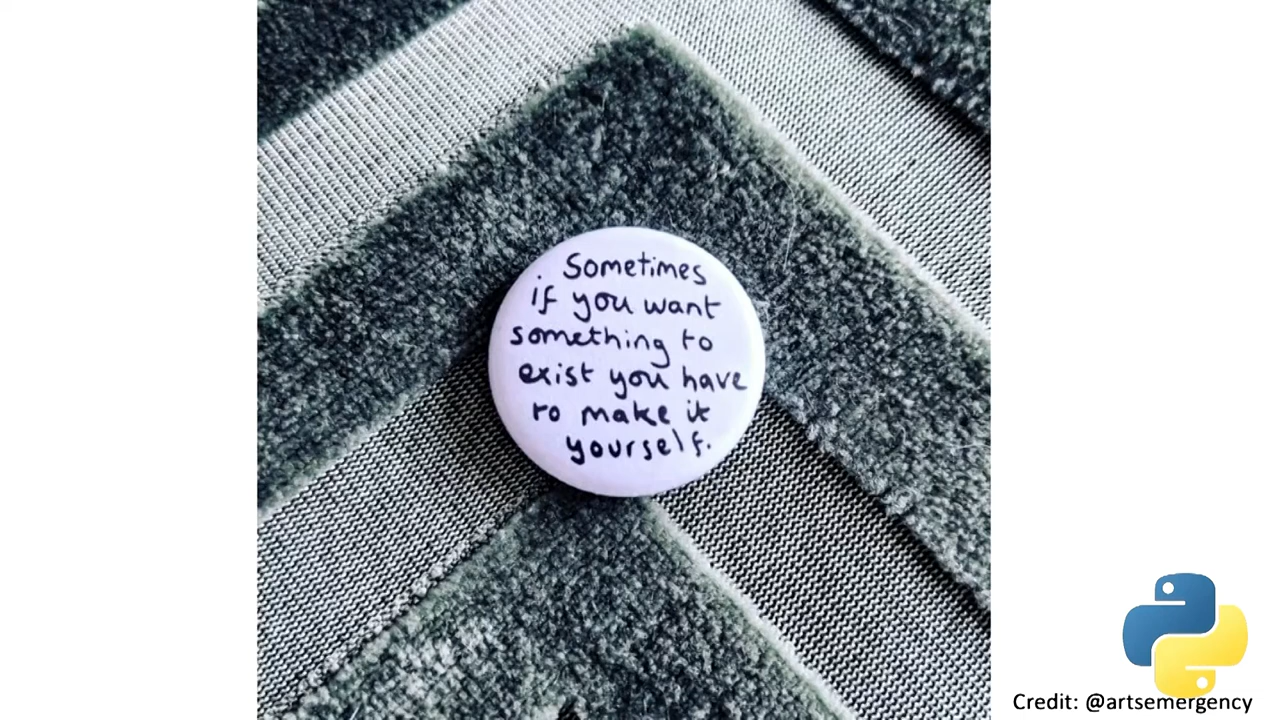 Sometimes
if you want
something to
exist you have
to make it
yourself.
Credit: @artsemergency